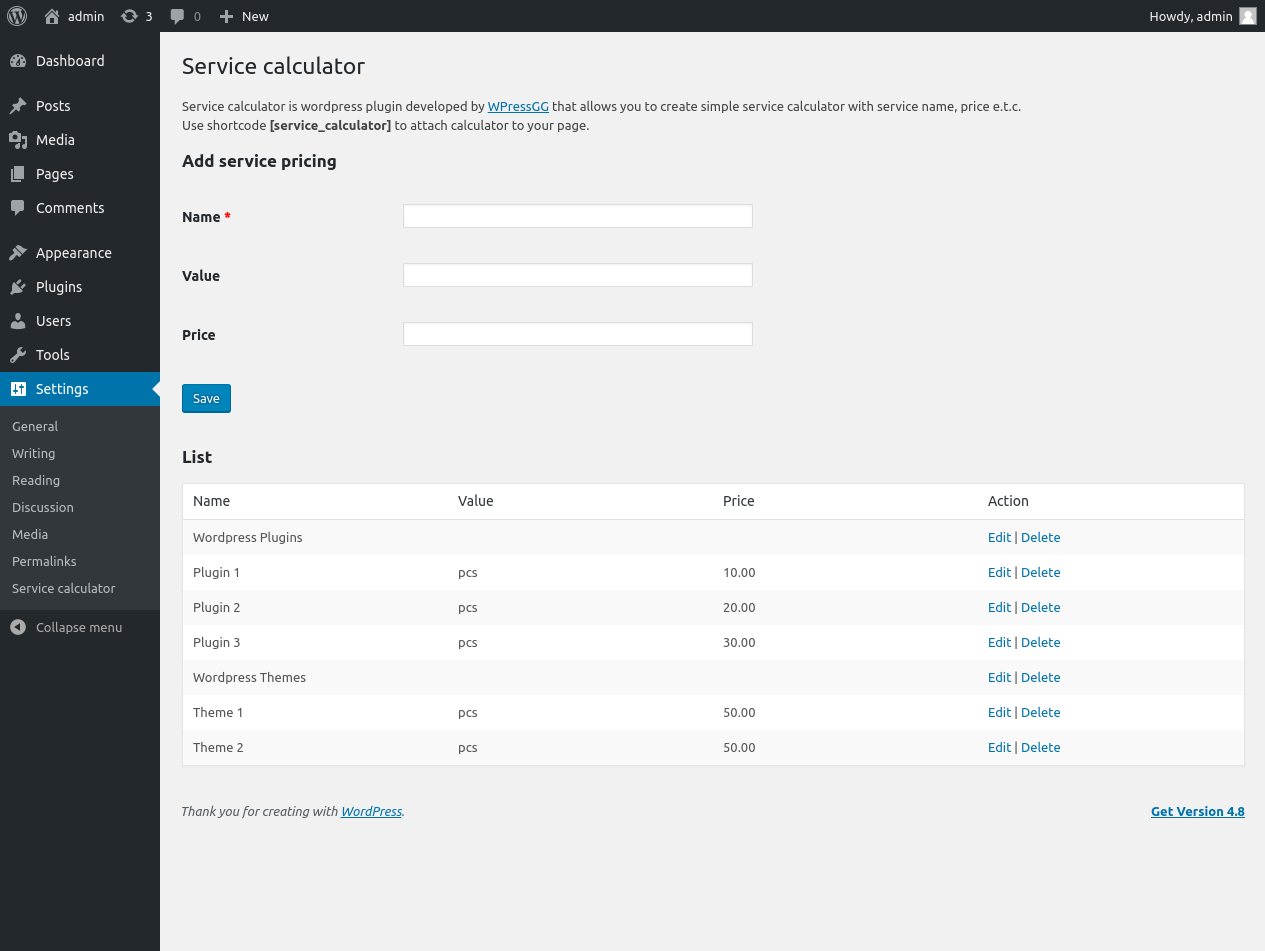 admin 3 0 New Howdy, admin
Dashboard
Posts
Media
Pages
Comments
Appearance
Plugins
Users
Tools
Settings
General
Writing
Reading
Discussion
Media
Permalinks
Service calculator
Collapse menu
Service calculator
Service calculator is wordpress plugin developed by WPressGG that allows you to create simple service calculator with service name, price e.t.c.
Use shortcode [service_calculator] to attach calculator to your page.
Add service pricing
Name *
Value
Price
Save
List
Name Value Price Action
Wordpress Plugins Edit | Delete
Plugin 1 pcs 10.00 Edit | Delete
Plugin 2 pcs 20.00 Edit | Delete
Plugin 3 pcs 30.00 Edit | Delete
Wordpress Themes Edit | Delete
Theme 1 pcs 50.00 Edit | Delete
Theme 2 pcs 50.00 Edit | Delete
Thank you for creating with WordPress. Get Version 4.8